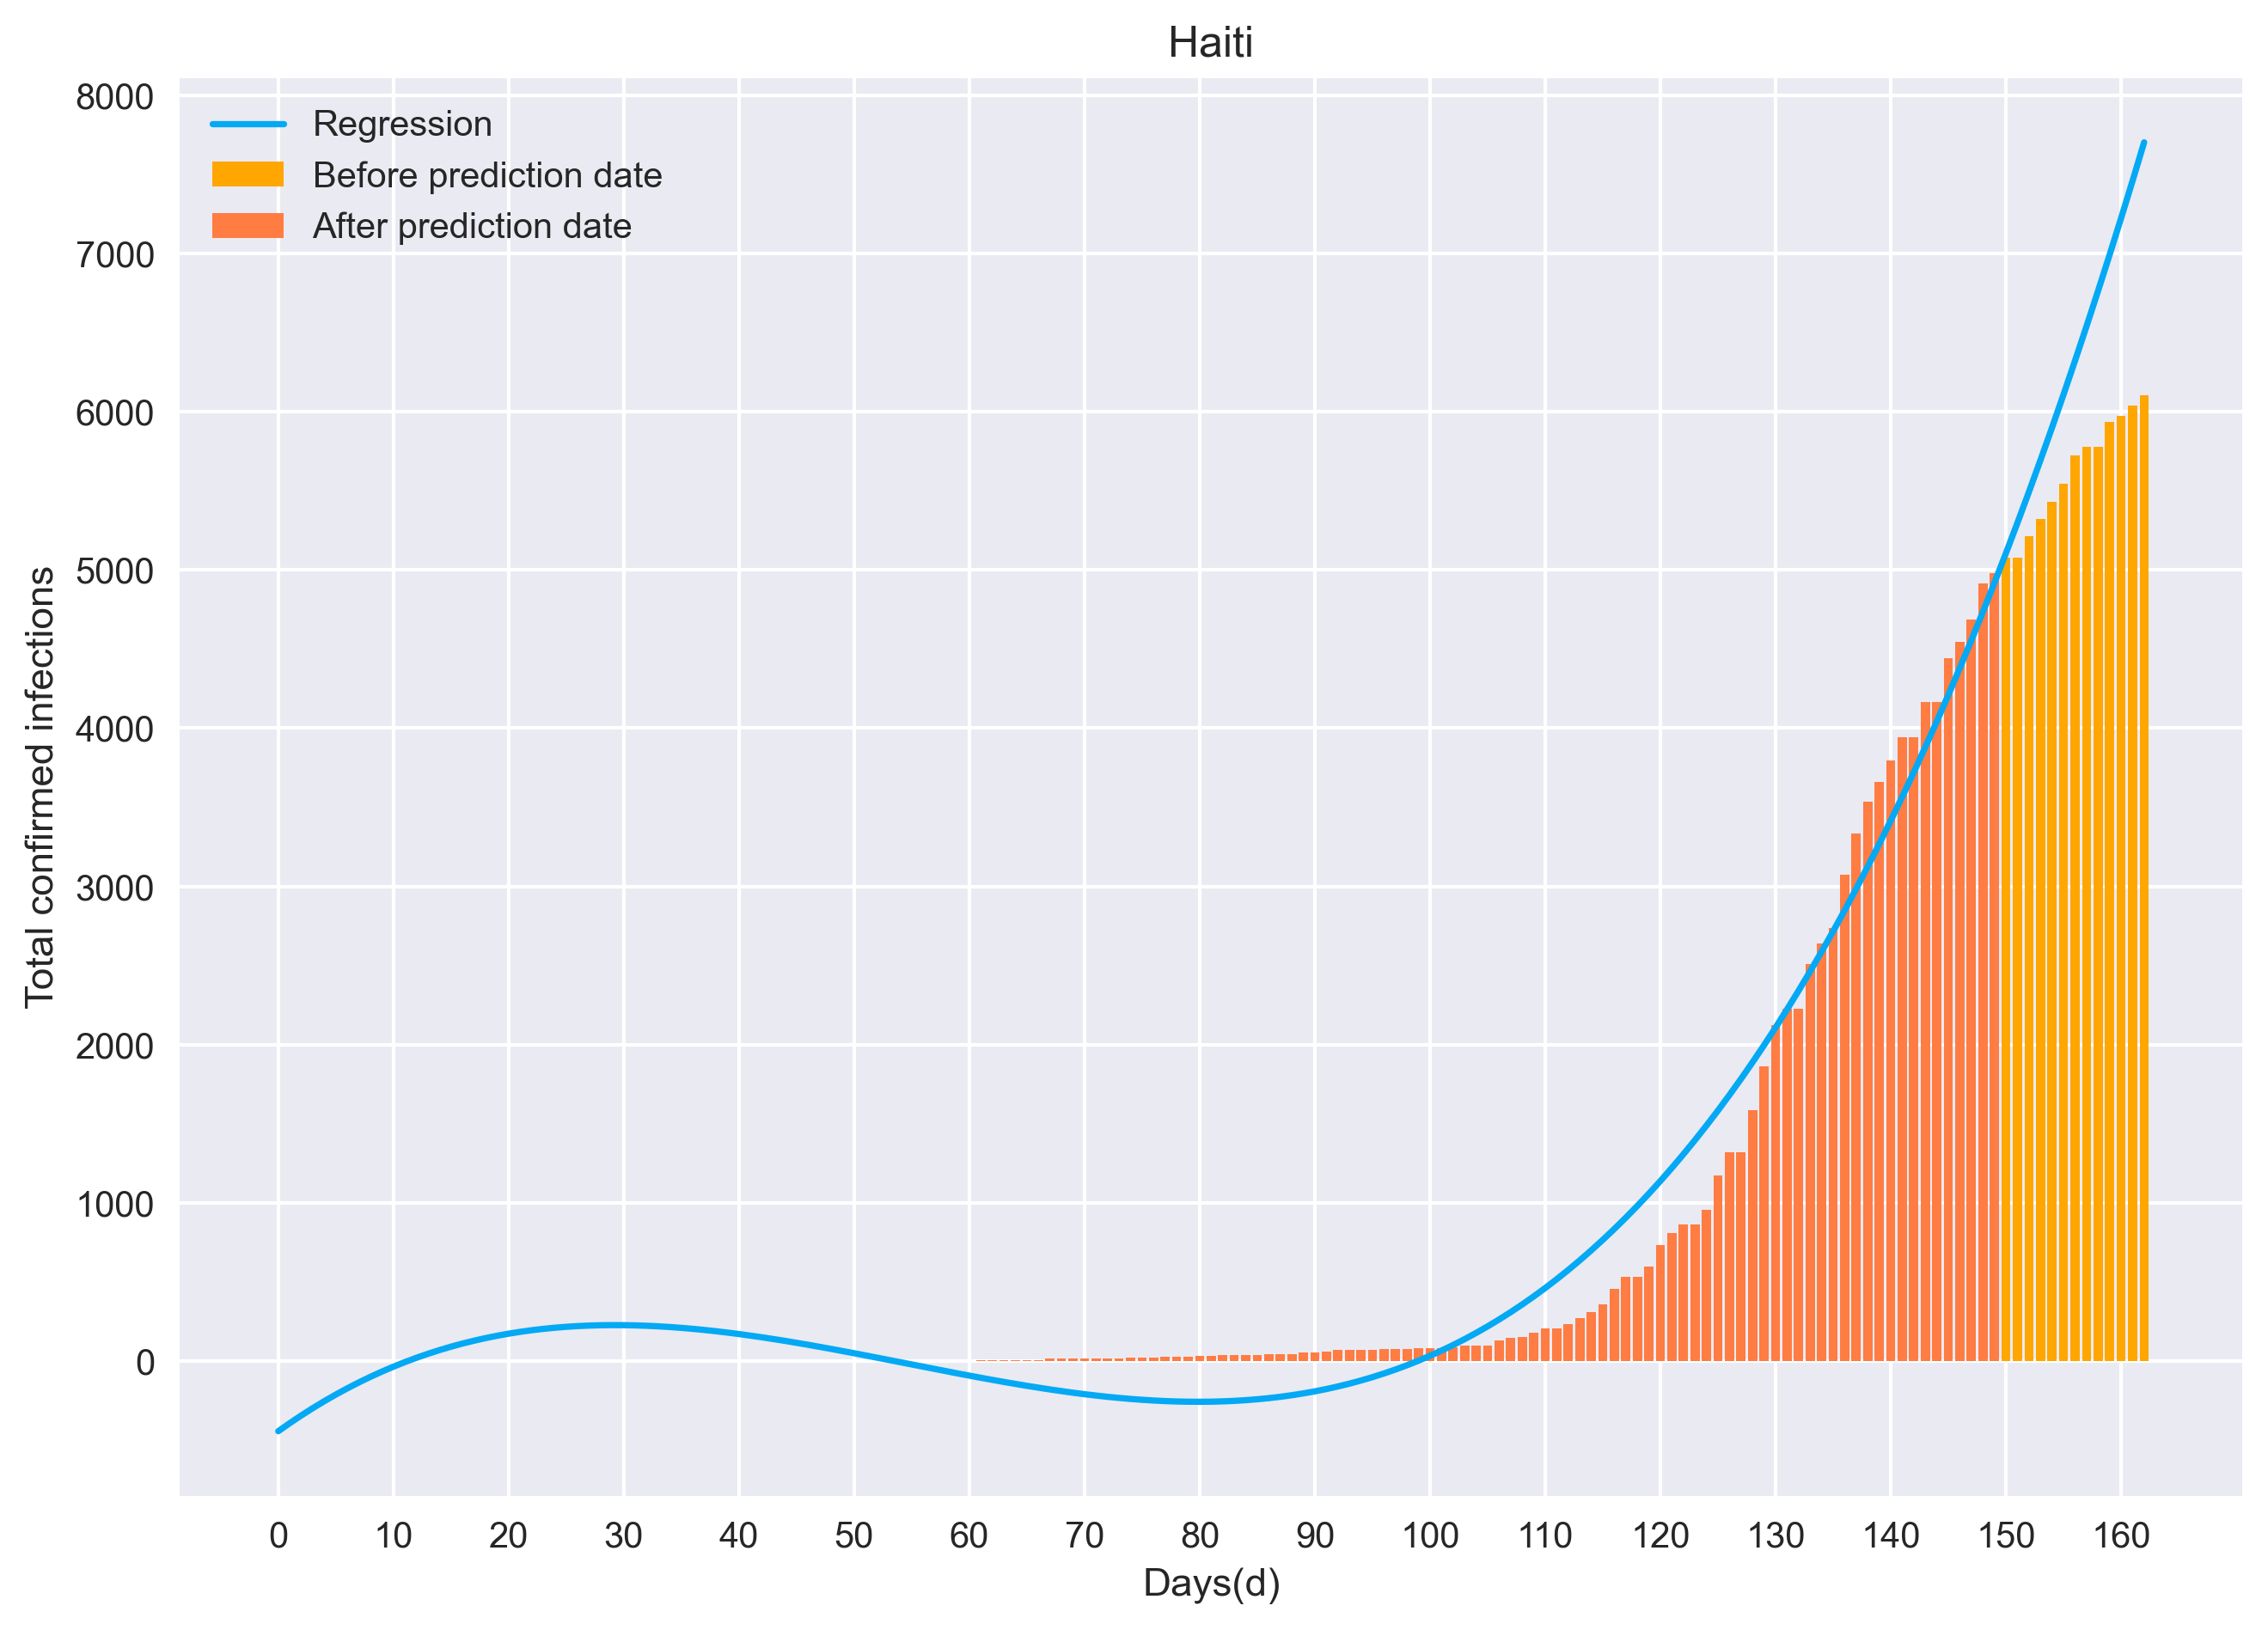 Haiti
8000
7000
6000
5000
4000
3000
2000
1000
0
Regression
Before prediction date
After prediction date
Total confirmed infections
0 10 20 30 40 50 60 70 80 90 100 110 120 130 140 150 160
Days(d)